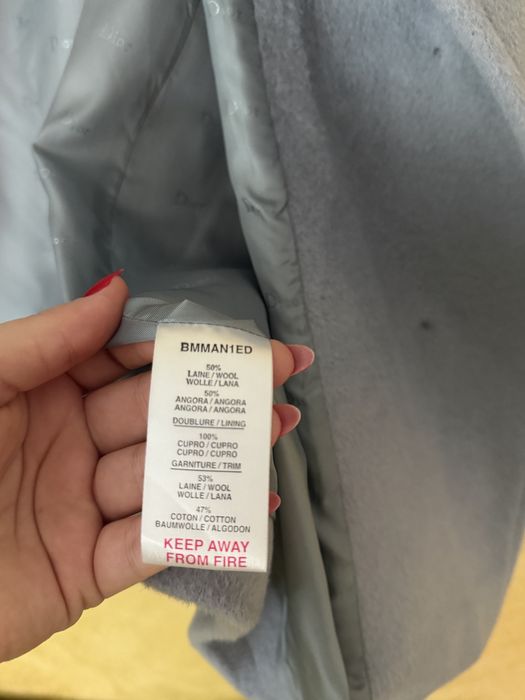 Dior
BMMAN1ED
50%
LAINE / WOOL
WOLLE / LANA
50%
ANGORA / ANGORA
ANGORA / ANGORA
DOUBLURE / LINING
100%
CUPRO / CUPRO
CUPRO / CUPRO
GARNITURE / TRIM
53%
LAINE / WOOL
WOLLE / LANA
47%
COTON / COTTON
BAUMWOLLE / ALGODON
KEEP AWAY
FROM FIRE